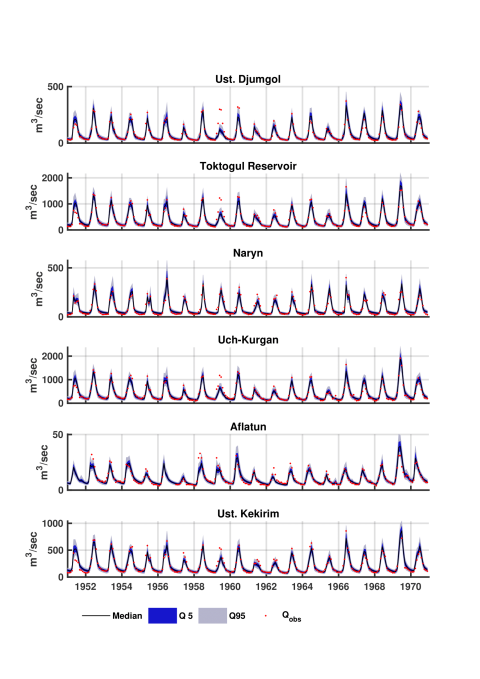 Ust. Djumgol
500
0
m³/sec
Toktogul Reservoir
2000
1000
0
m³/sec
Naryn
500
0
m³/sec
Uch-Kurgan
2000
1000
0
m³/sec
Aflatun
50
0
m³/sec
Ust. Kekirim
1000
500
0
m³/sec
1952 1954 1956 1958 1960 1962 1964 1966 1968 1970
Median Q 5 Q95 Qobs